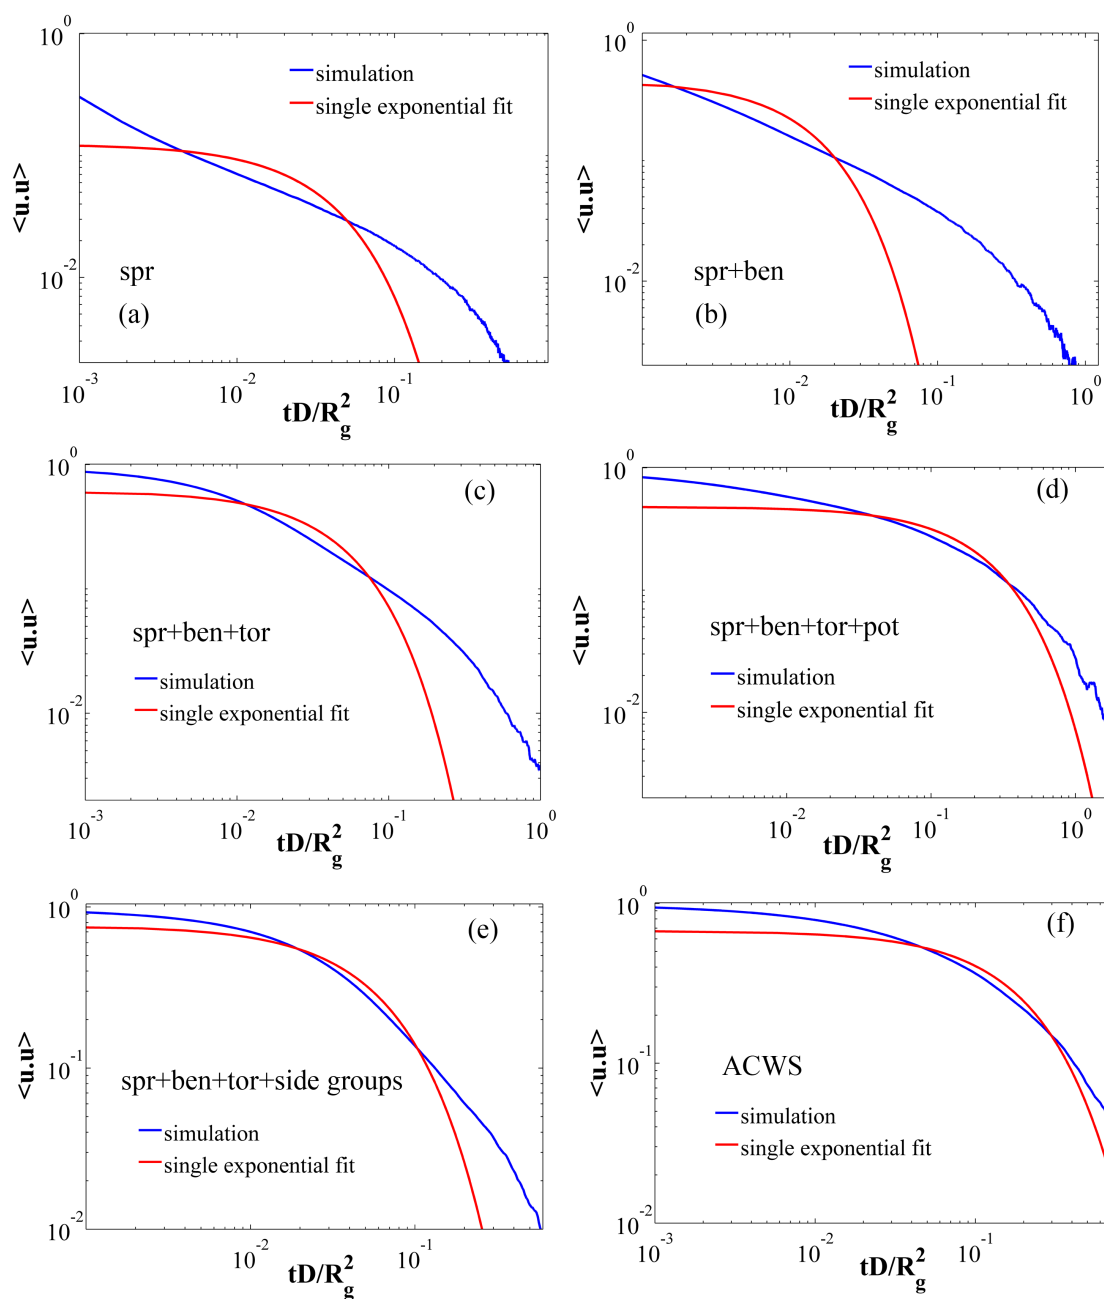 10^0
simulation
single exponential fit
<u.u>
10^-2
spr
(a)
10^-3
10^-2
10^-1
tD/R_g^2
10^0
simulation
single exponential fit
<u.u>
10^-2
spr+ben
(b)
10^-2
10^-1
10^0
tD/R_g^2
10^0
(c)
<u.u>
spr+ben+tor
simulation
single exponential fit
10^-2
10^-3
10^-2
10^-1
10^0
tD/R_g^2
10^0
(d)
<u.u>
spr+ben+tor+pot
simulation
single exponential fit
10^-2
10^-2
10^-1
10^0
tD/R_g^2
10^0
(e)
<u.u>
10^-1
spr+ben+tor+side groups
simulation
single exponential fit
10^-2
10^-2
10^-1
tD/R_g^2
10^0
(f)
<u.u>
10^-1
ACWS
simulation
single exponential fit
10^-2
10^-3
10^-2
10^-1
tD/R_g^2